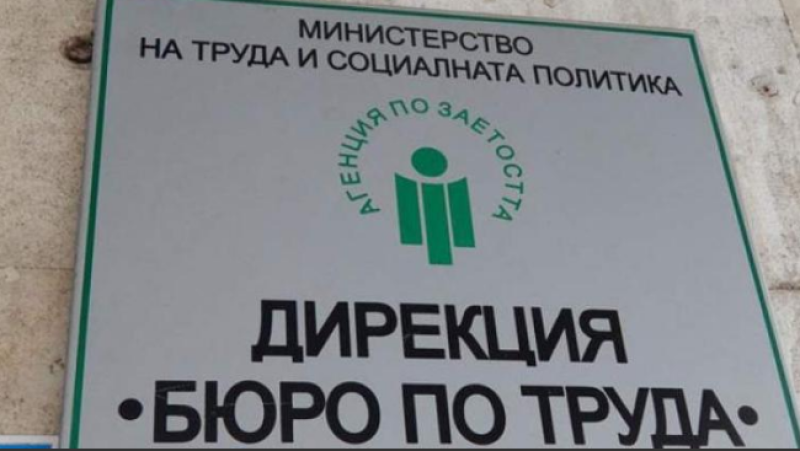 МИНИСТЕРСТВО
НА ТРУДА И СОЦИАЛНАТА ПОЛИТИКА
АГЕНЦИЯ ПО ЗАЕТОСТТА
ДИРЕКЦИЯ
•БЮРО ПО ТРУДА•